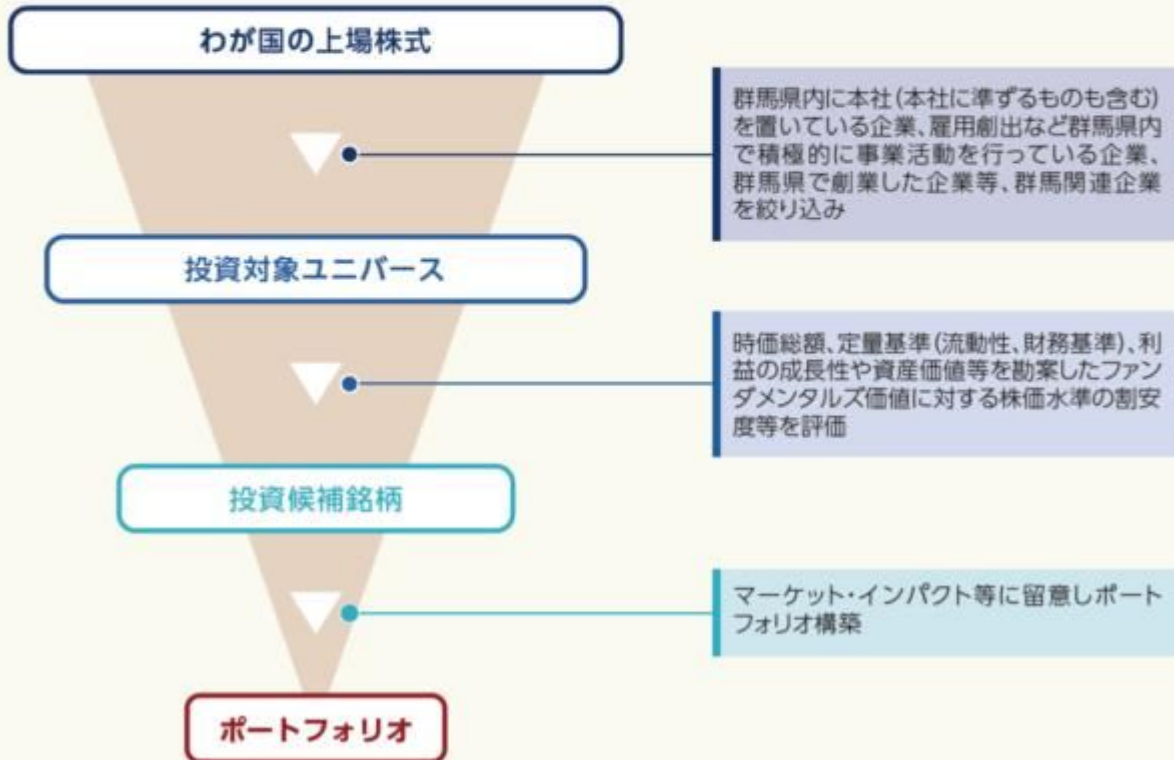 わが国の上場株式
群馬県内に本社(本社に準ずるものも含む)
を置いている企業、雇用創出など群馬県内
で積極的に事業活動を行っている企業、
群馬県で創業した企業等、群馬関連企業
を絞り込み
投資対象ユニバース
時価総額、定量基準(流動性、財務基準)、利
益の成長性や資産価値等を勘案したファン
ダメンタルズ価値に対する株価水準の割安
度等を評価
投資候補銘柄
マーケット・インパクト等に留意しポート
フォリオ構築
ポートフォリオ